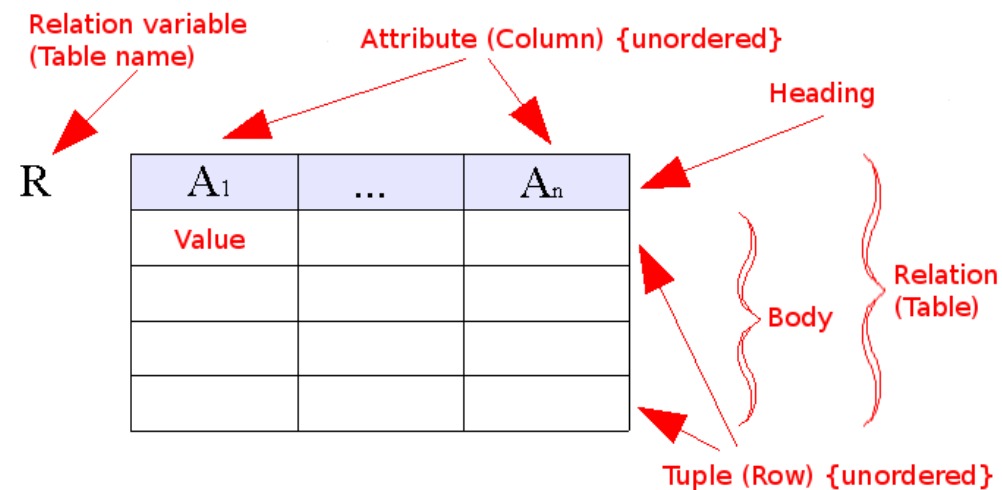 Relation variable
(Table name)
Attribute (Column) {unordered}
Heading
R
A1
...
An
Value
Body
Relation
(Table)
Tuple (Row) {unordered}